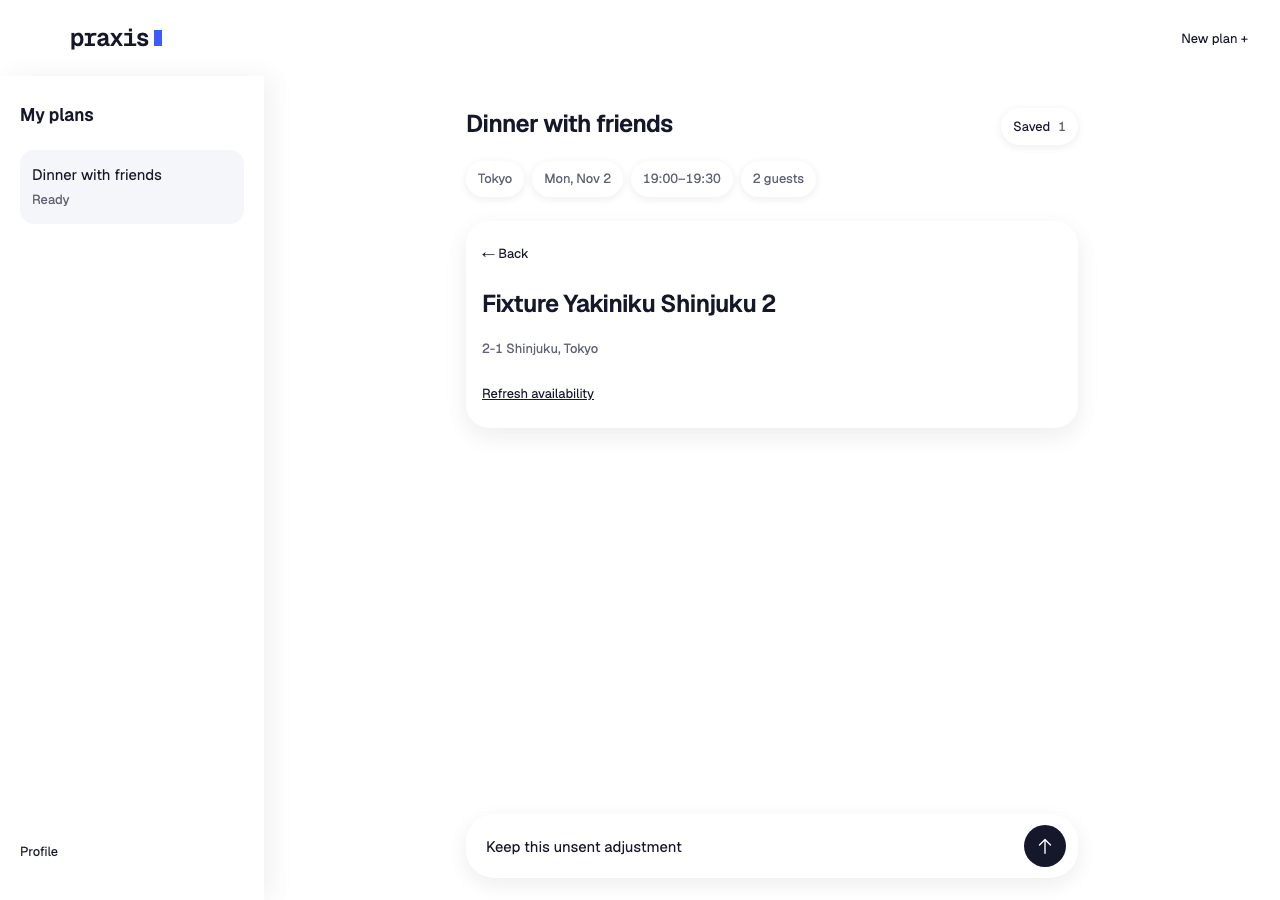 praxis
New plan +
My plans
Dinner with friends
Ready
Profile
Dinner with friends
Saved 1
Tokyo
Mon, Nov 2
19:00–19:30
2 guests
← Back
Fixture Yakiniku Shinjuku 2
2-1 Shinjuku, Tokyo
Refresh availability
Keep this unsent adjustment